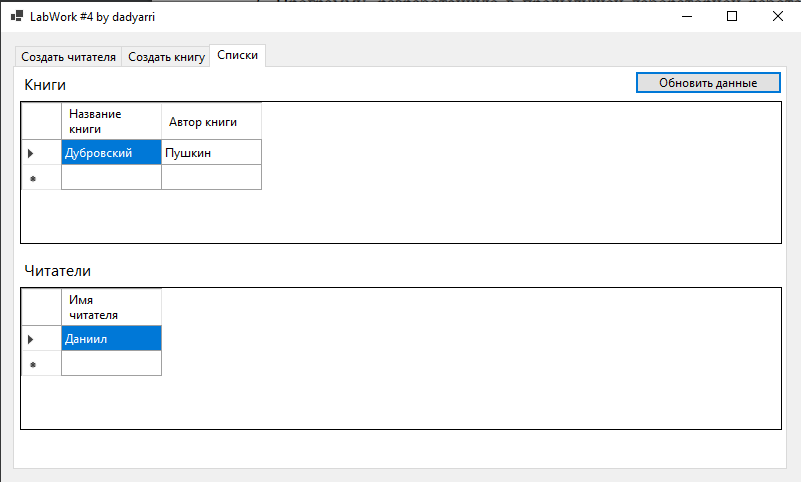 LabWork #4 by dadyarri
Создать читателя Создать книгу Списки
Книги
Обновить данные
Название
книги
Автор книги
Дубровский Пушкин
Читатели
Имя
читателя
Даниил